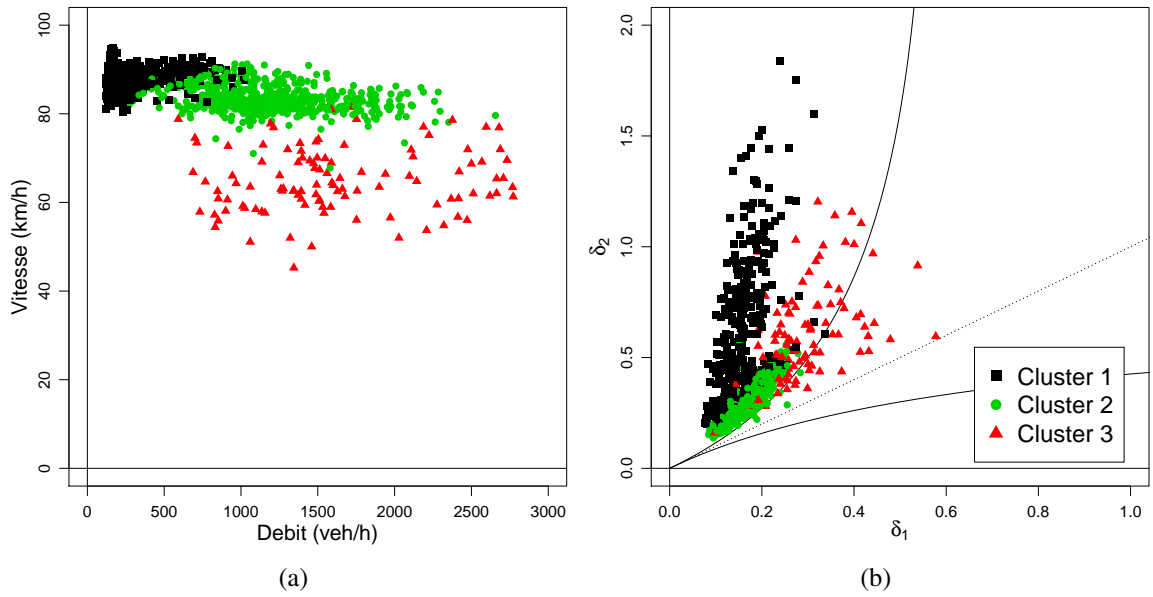 100
80
60
40
20
0
Vitesse (km/h)
0 500 1000 1500 2000 2500 3000
Debit (veh/h)
(a)
2.0
1.5
1.0
0.5
0.0
δ2
Cluster 1
Cluster 2
Cluster 3
0.0 0.2 0.4 0.6 0.8 1.0
δ1
(b)